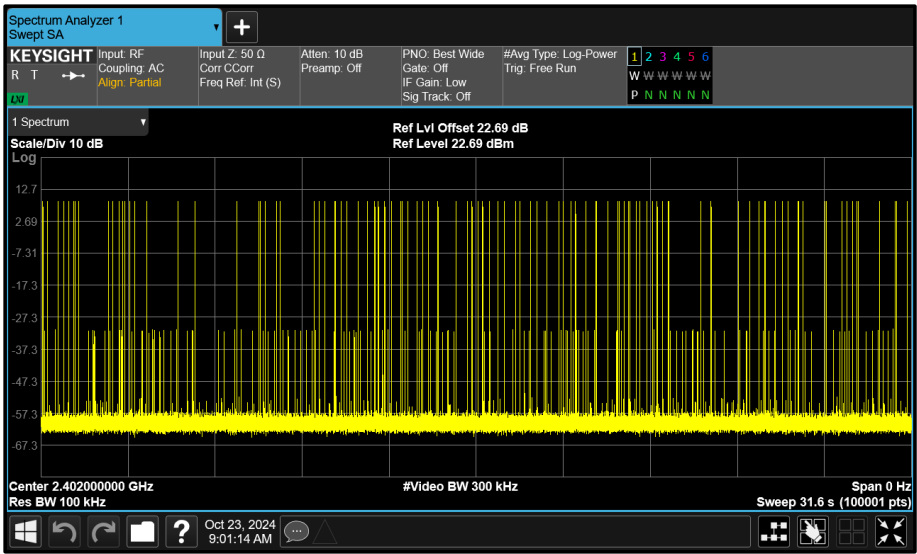 Spectrum Analyzer 1
Swept SA
+
KEYSIGHT Input: RF Input Z: 50 Ω Atten: 10 dB PNO: Best Wide #Avg Type: Log-Power 1 2 3 4 5 6
R T Coupling: AC Corr CCorr Preamp: Off Gate: Off Trig: Free Run W W W W W W
Align: Partial Freq Ref: Int (S) IF Gain: Low P N N N N N
LXI Sig Track: Off
1 Spectrum
Ref Lvl Offset 22.69 dB
Scale/Div 10 dB Ref Level 22.69 dBm
Log
12.7
2.69
-7.31
-17.3
-27.3
-37.3
-47.3
-57.3
-67.3
Center 2.402000000 GHz #Video BW 300 kHz Span 0 Hz
Res BW 100 kHz Sweep 31.6 s (100001 pts)
? Oct 23, 2024
9:01:14 AM